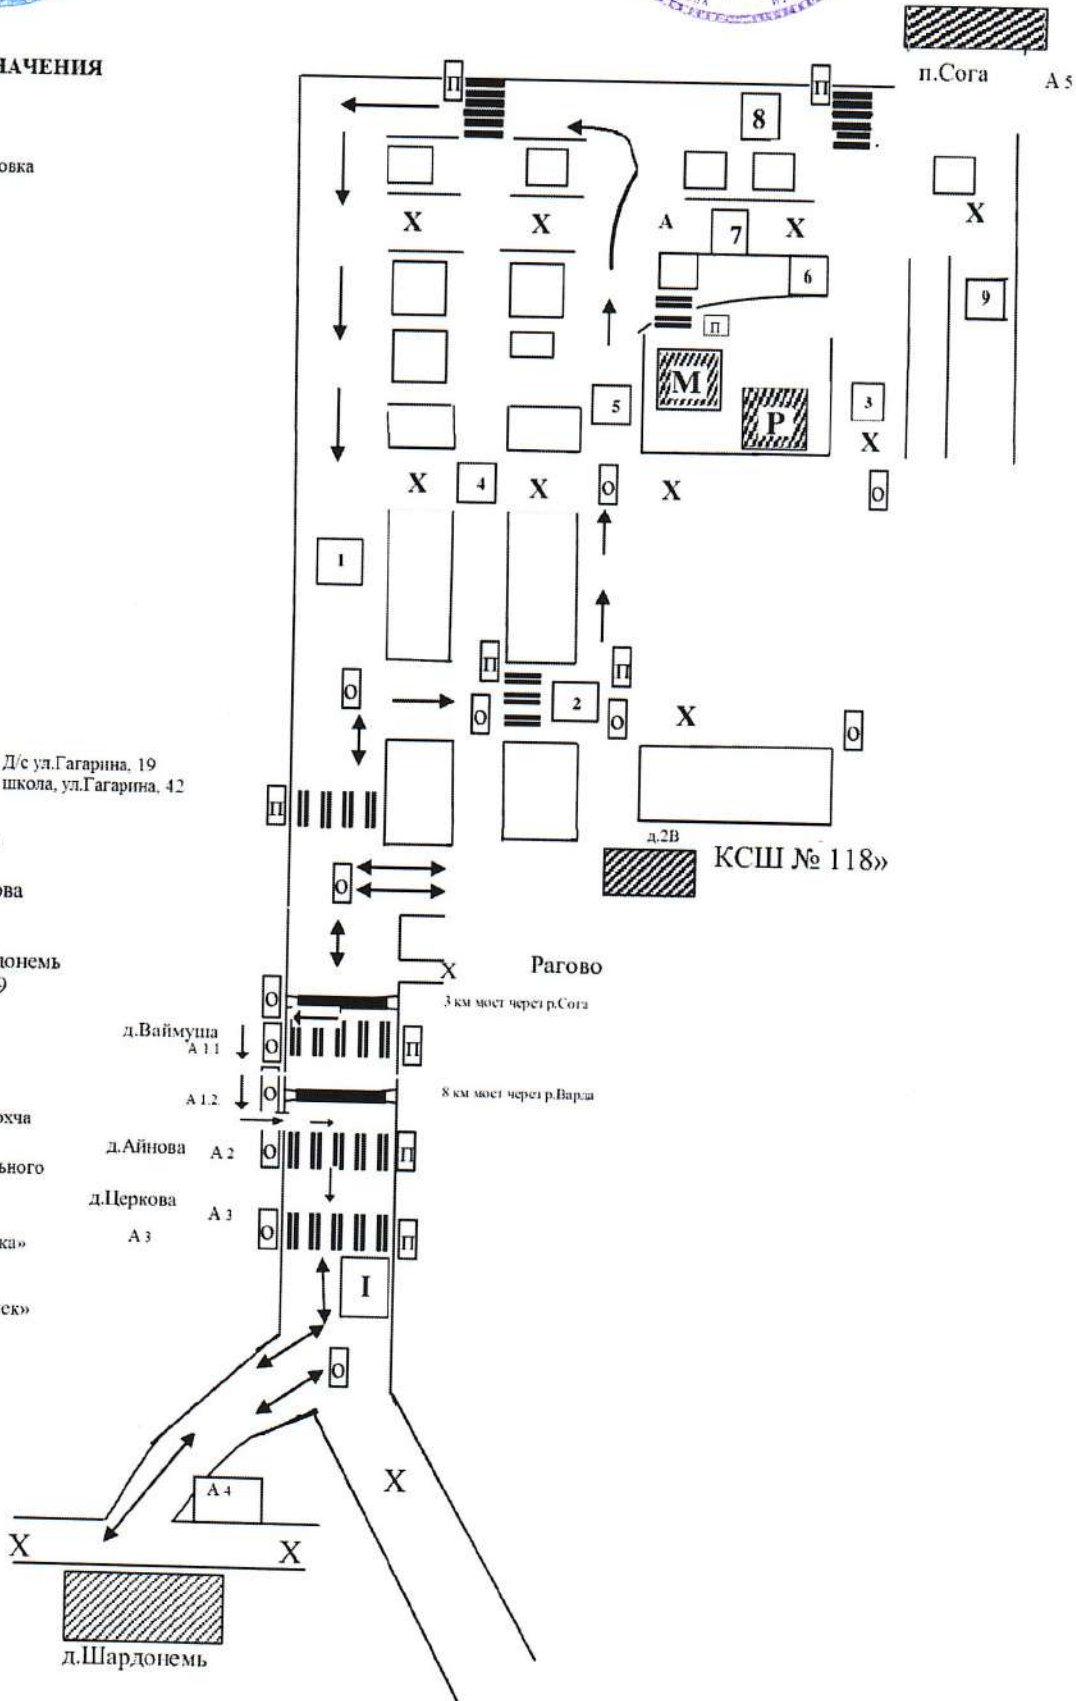 НАЧЕНИЯ
п.Сога
А 5
П
П
8
овка
Х
Х
А
7
Х
Х
6
9
П
М
Р
5
3
Х
Х
4
Х
О
Х
О
1
П
П
О
О
2
О
Х
О
Д/с ул.Гагарина, 19
школа, ул.Гагарина, 42
П
д.2В
КСШ № 118»
О
ова
донемь
9
Х
Рагово
О
3 км мост через р.Сога
д.Ваймуша
А 1.1
О
П
А 1.2.
О
8 км мост через р.Варда
охча
д.Айнова
А 2
О
П
ьного
д.Церкова
А 3
А 3
О
П
ка»
I
ек»
О
А 4
Х
Х
Х
д.Шардонемь